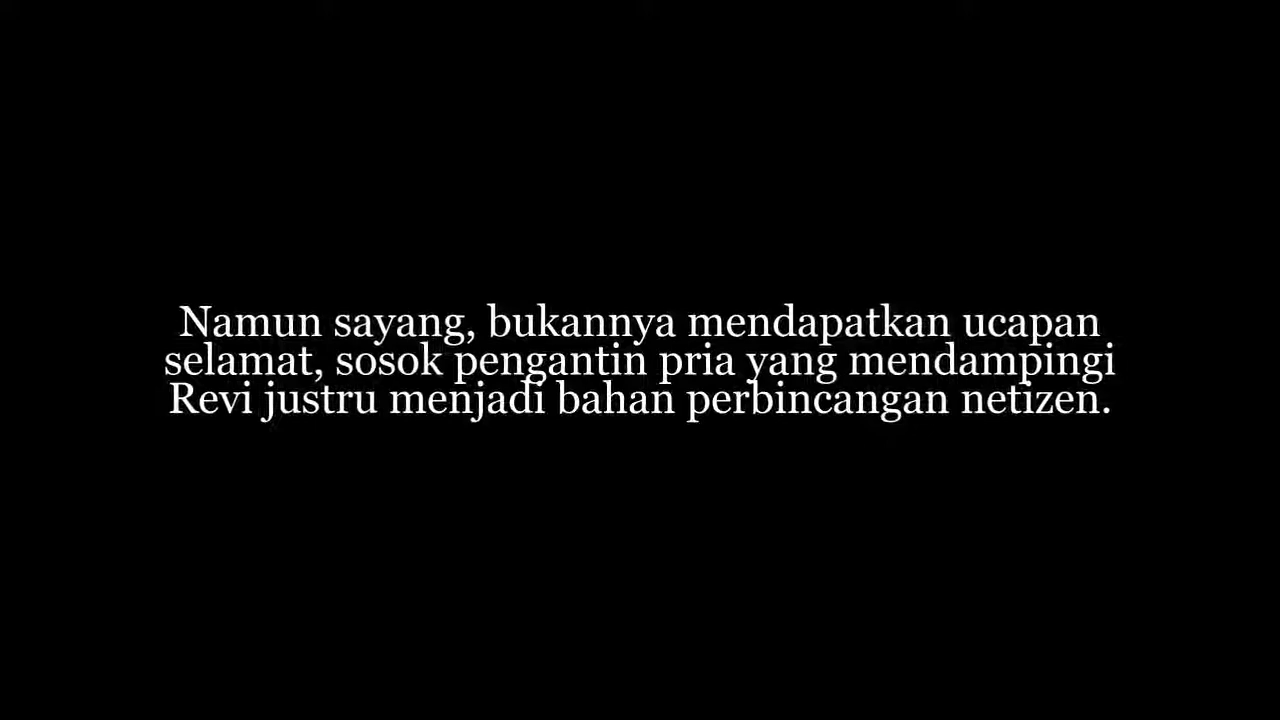 Namun sayang, bukannya mendapatkan ucapan
selamat, sosok pengantin pria yang mendampingi
Revi justru menjadi bahan perbincangan netizen.